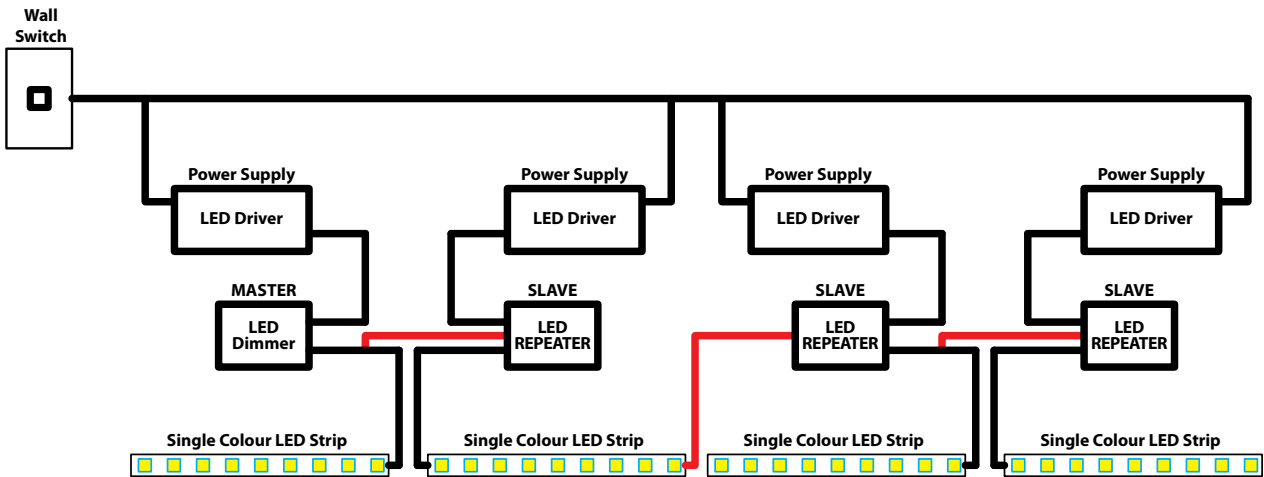 Wall
Switch
Power Supply
LED Driver
Power Supply
LED Driver
Power Supply
LED Driver
Power Supply
LED Driver
MASTER
LED
Dimmer
SLAVE
LED
REPEATER
SLAVE
LED
REPEATER
SLAVE
LED
REPEATER
Single Colour LED Strip
Single Colour LED Strip
Single Colour LED Strip
Single Colour LED Strip